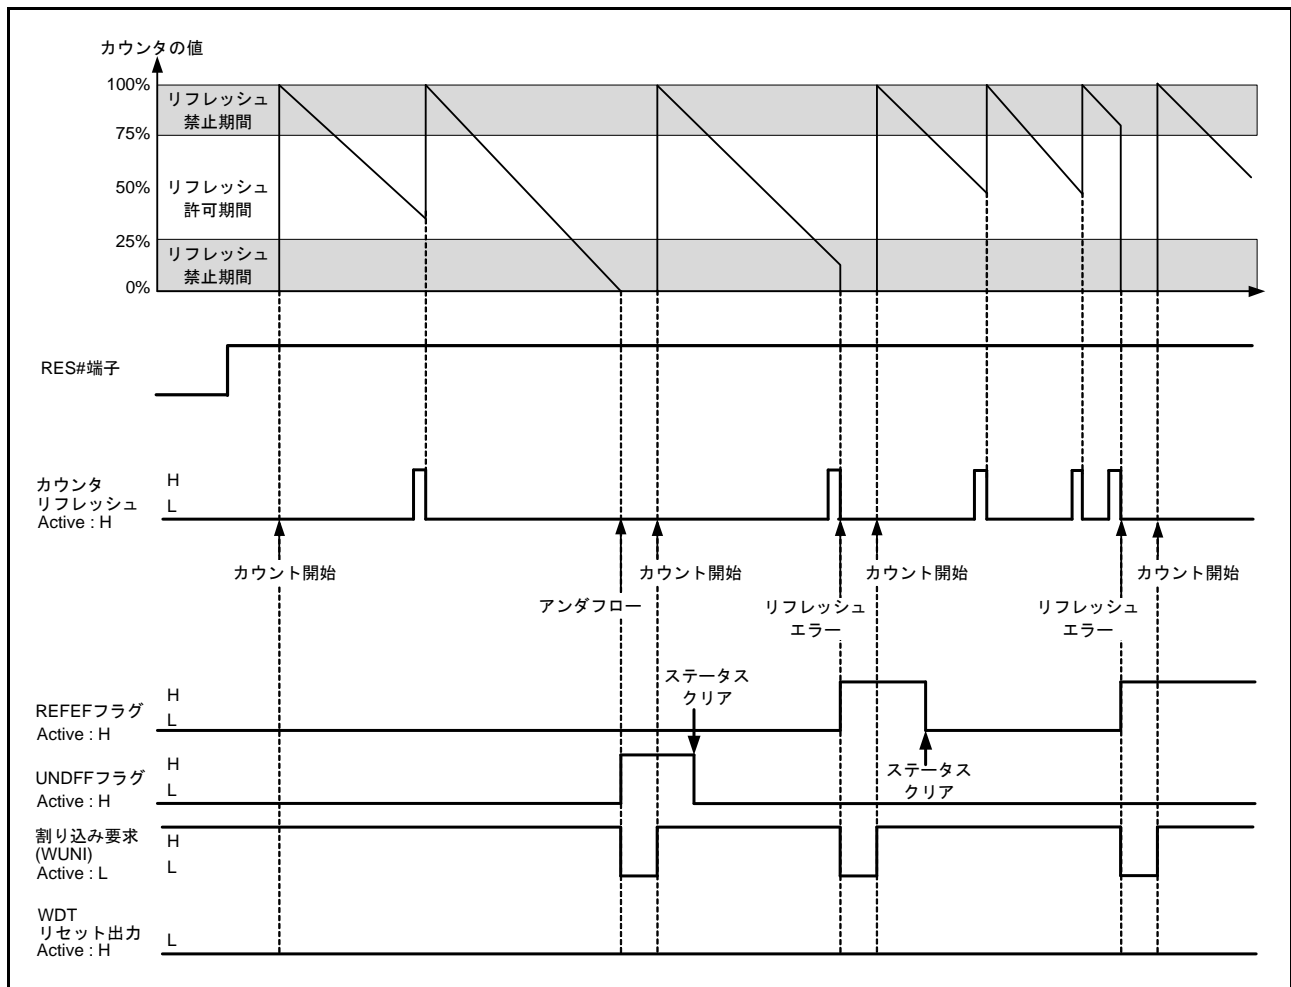 カウンタの値
100%
リフレッシュ
禁止期間
75%
50%
リフレッシュ
許可期間
25%
リフレッシュ
禁止期間
0%
RES#端子
カウンタ
リフレッシュ
Active : H
H
L
カウント開始
カウント開始
カウント開始
カウント開始
アンダフロー
リフレッシュ
エラー
リフレッシュ
エラー
ステータス
クリア
REFEFフラグ
Active : H
H
L
ステータス
クリア
UNDFFフラグ
Active : H
H
L
割り込み要求
(WUNI)
Active : L
H
L
WDT
リセット出力
Active : H
L